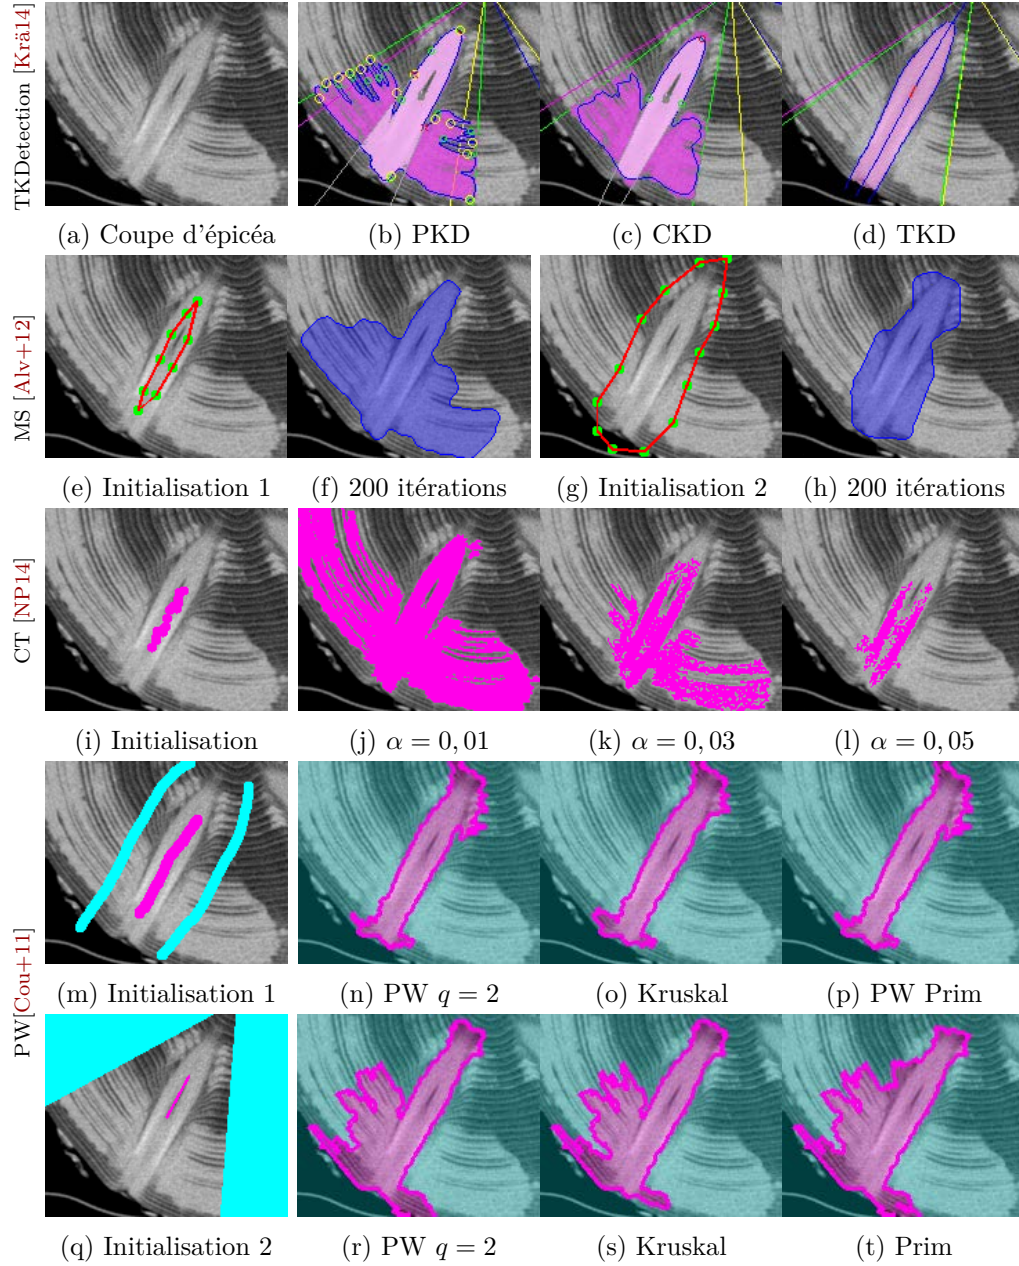 TKDetection [Krä14]
(a) Coupe d'épicéa
(b) PKD
(c) CKD
(d) TKD
MS [Alv+12]
(e) Initialisation 1
(f) 200 itérations
(g) Initialisation 2
(h) 200 itérations
CT [NP14]
(i) Initialisation
(j) α = 0, 01
(k) α = 0, 03
(l) α = 0, 05
PW[Cou+11]
(m) Initialisation 1
(n) PW q = 2
(o) Kruskal
(p) PW Prim
(q) Initialisation 2
(r) PW q = 2
(s) Kruskal
(t) Prim